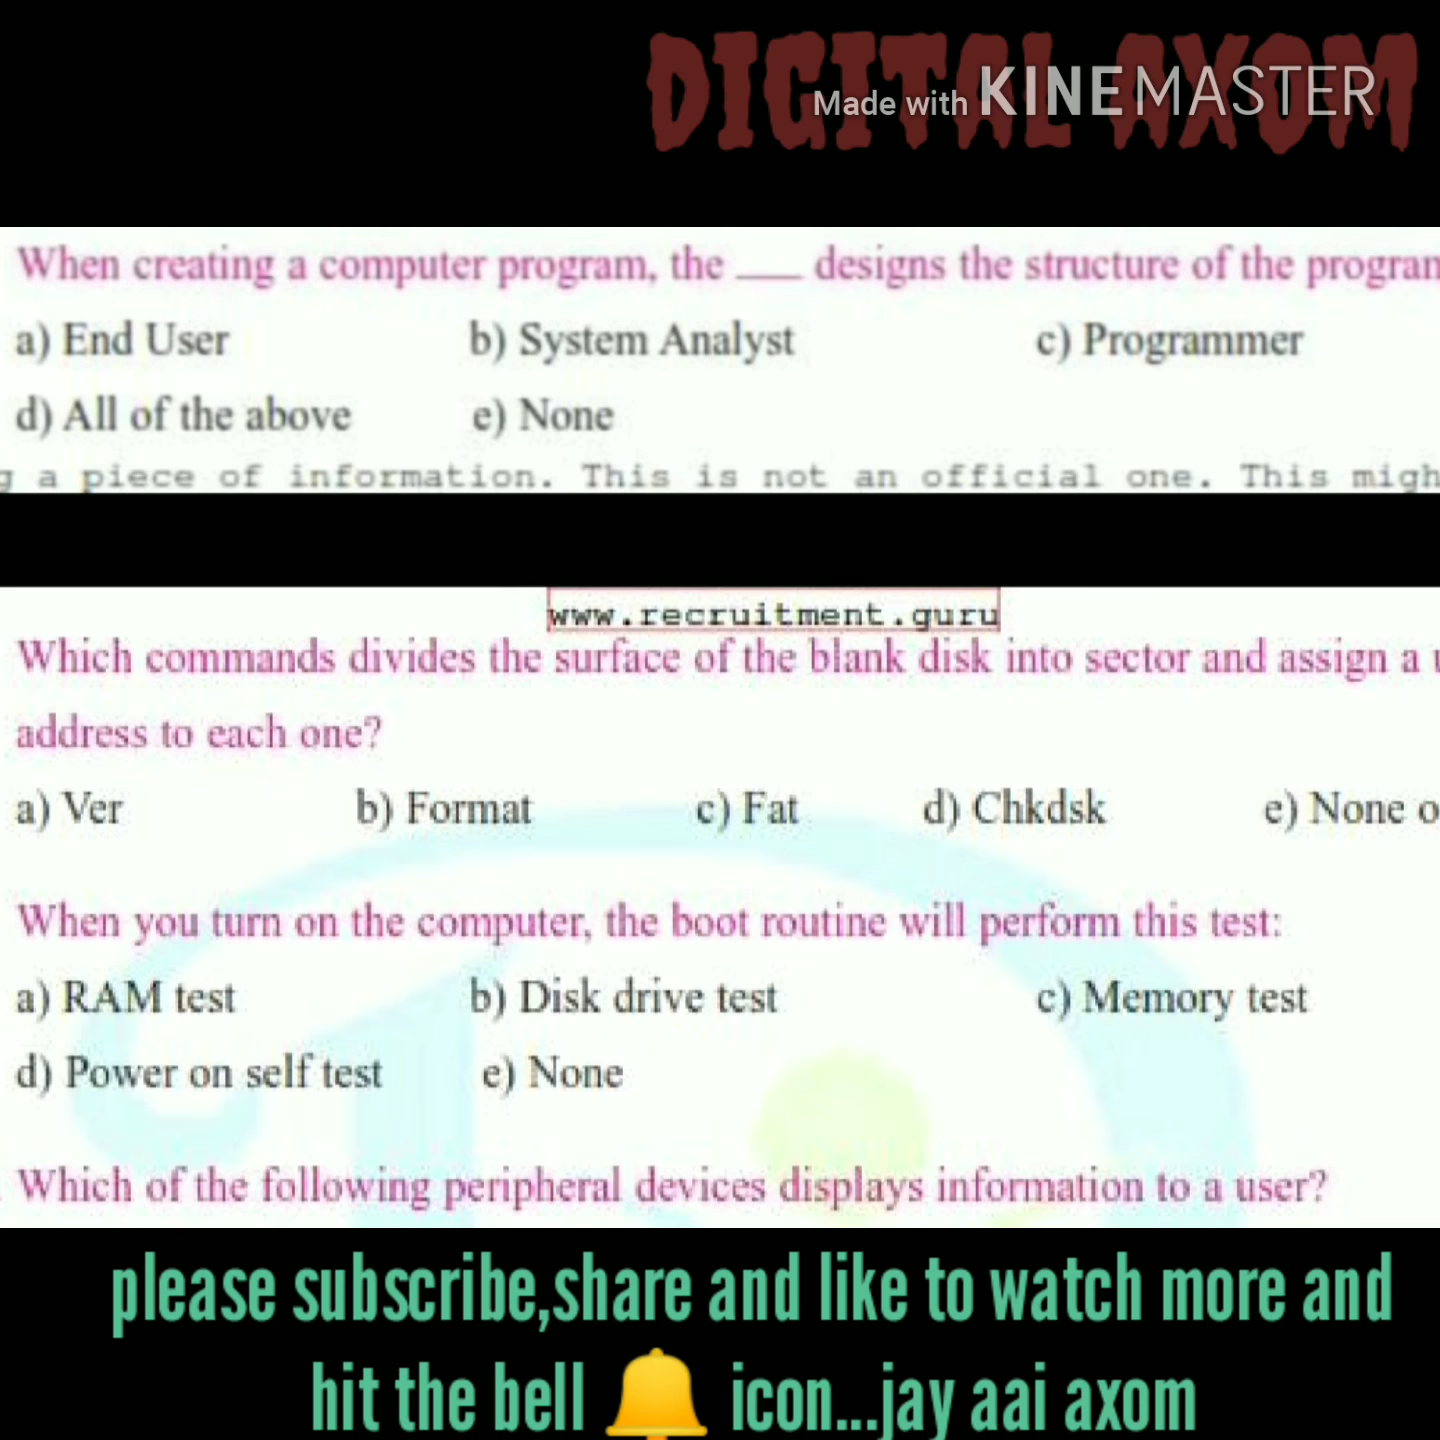 DIGITAL AXOM
Made with KINEMASTER
When creating a computer program, the ___ designs the structure of the progra
a) End User b) System Analyst c) Programmer
d) All of the above e) None
g a piece of information. This is not an official one. This migh
www.recruitment.guru
Which commands divides the surface of the blank disk into sector and assign a
address to each one?
a) Ver b) Format c) Fat d) Chkdsk e) None o
When you turn on the computer, the boot routine will perform this test:
a) RAM test b) Disk drive test c) Memory test
d) Power on self test e) None
Which of the following peripheral devices displays information to a user?
please subscribe,share and like to watch more and
hit the bell 🔔 icon...jay aai axom